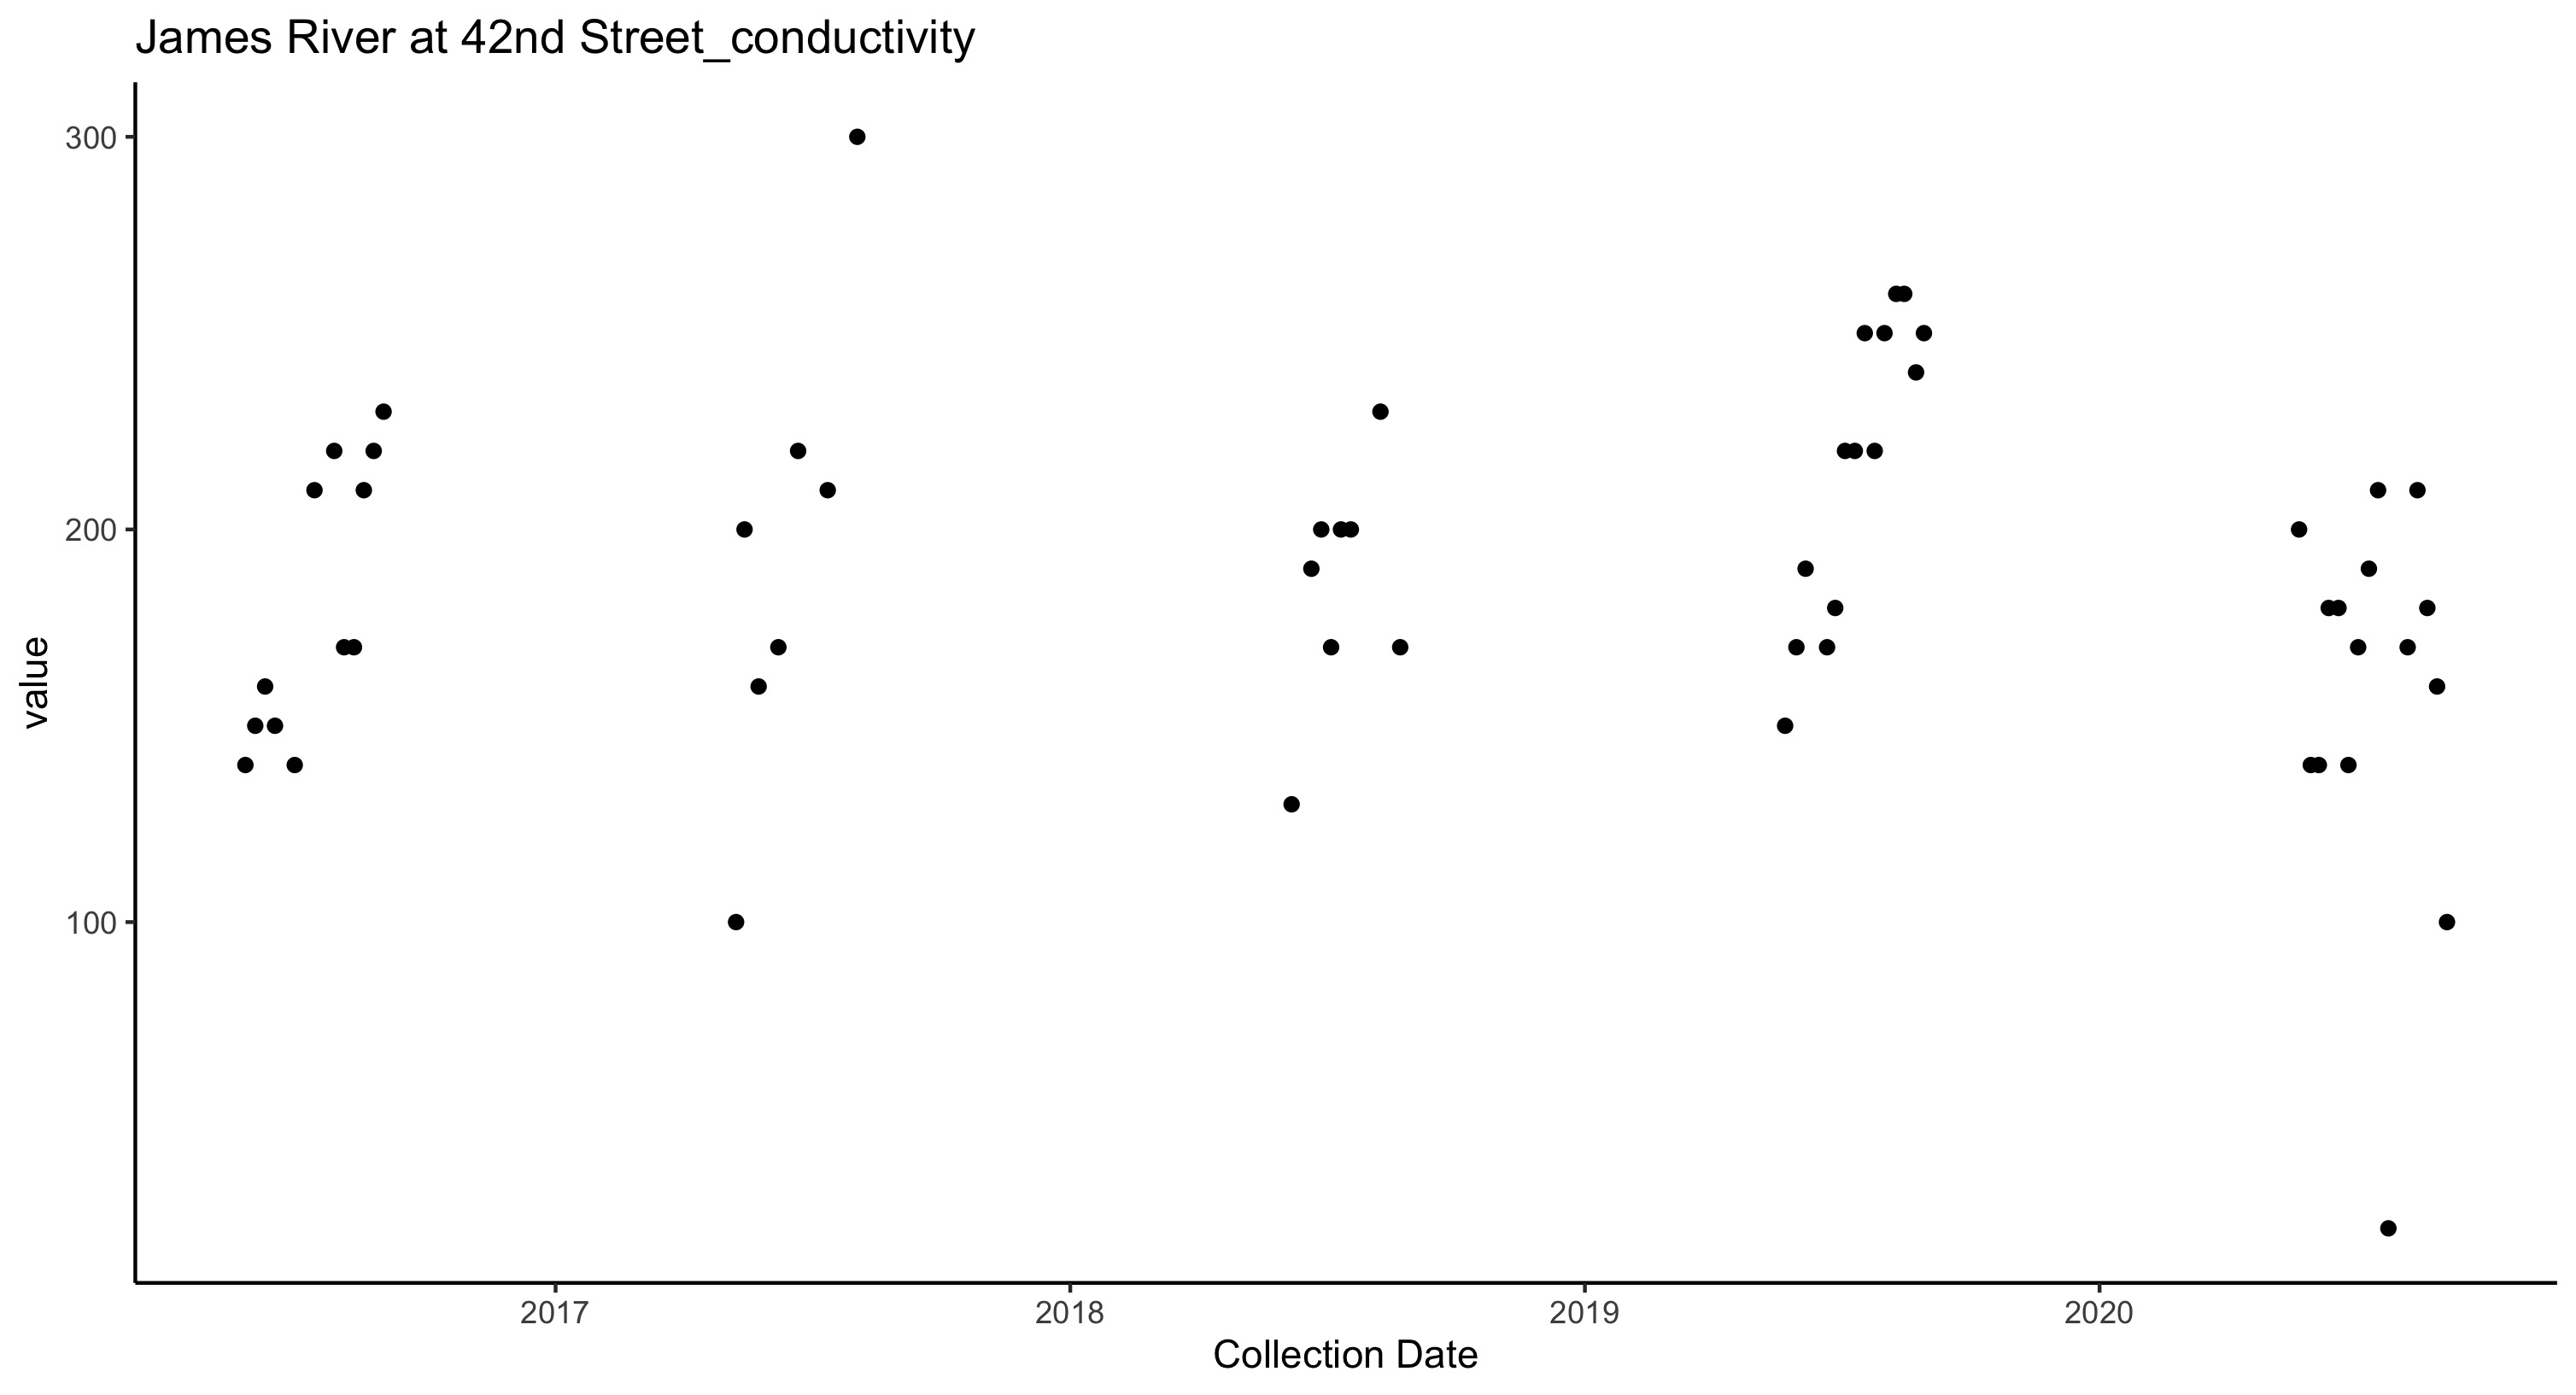 James River at 42nd Street_conductivity
300
200
100
value
2017 2018 2019 2020
Collection Date